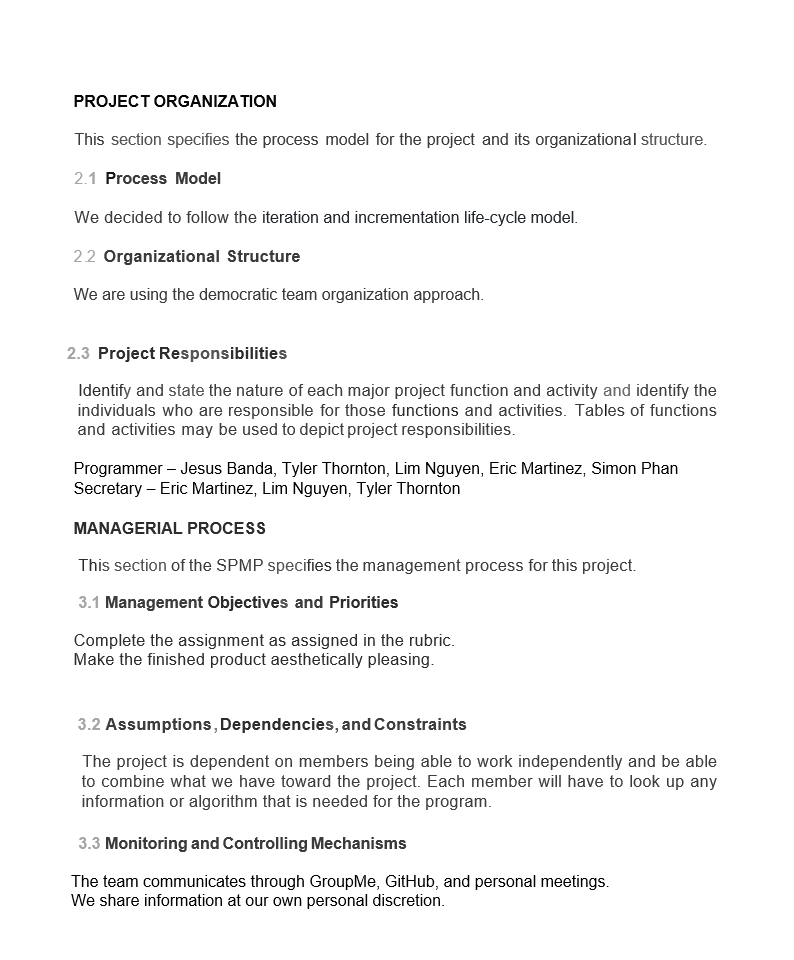 PROJECT ORGANIZATION
This section specifies the process model for the project and its organizational structure.
2.1 Process Model
We decided to follow the iteration and incrementation life-cycle model.
2.2 Organizational Structure
We are using the democratic team organization approach.
2.3 Project Responsibilities
Identify and state the nature of each major project function and activity and identify the
individuals who are responsible for those functions and activities. Tables of functions
and activities may be used to depict project responsibilities.
Programmer – Jesus Banda, Tyler Thornton, Lim Nguyen, Eric Martinez, Simon Phan
Secretary – Eric Martinez, Lim Nguyen, Tyler Thornton
MANAGERIAL PROCESS
This section of the SPMP specifies the management process for this project.
3.1 Management Objectives and Priorities
Complete the assignment as assigned in the rubric.
Make the finished product aesthetically pleasing.
3.2 Assumptions, Dependencies, and Constraints
The project is dependent on members being able to work independently and be able
to combine what we have toward the project. Each member will have to look up any
information or algorithm that is needed for the program.
3.3 Monitoring and Controlling Mechanisms
The team communicates through GroupMe, GitHub, and personal meetings.
We share information at our own personal discretion.